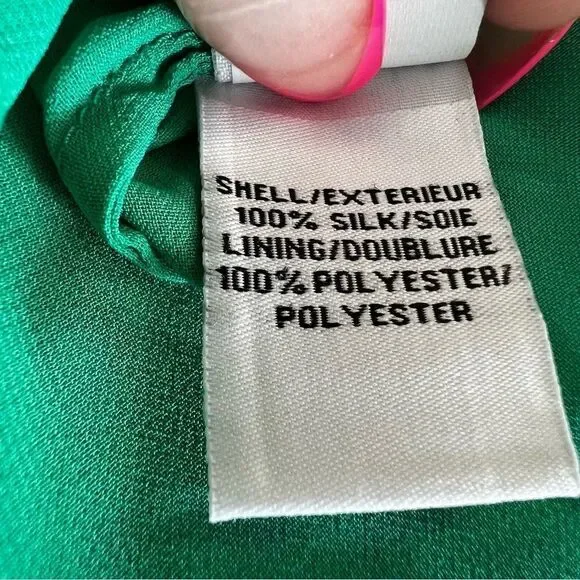 SHELL/EXTERIEUR
100% SILK/SOIE
LINING/DOUBLURE
100% POLYESTER/
POLYESTER